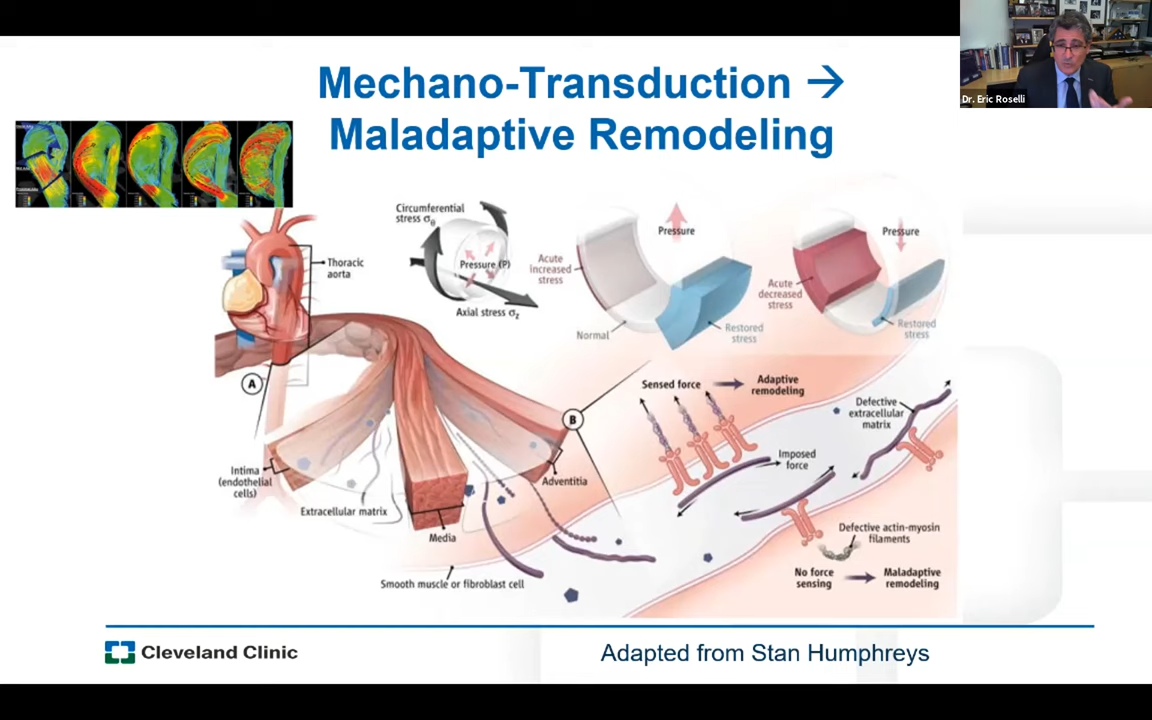 Dr. Eric Roselli
Mechano-Transduction →
Maladaptive Remodeling
Circumferential
stress σθ
Pressure (P)
Axial stress σz
Thoracic
aorta
A
Pressure
Acute
increased
stress
Normal
Restored
stress
Pressure
Acute
decreased
stress
Restored
stress
Sensed force
Adaptive
remodeling
B
Defective
extracellular
matrix
Imposed
force
Intima
(endothelial
cells)
Adventitia
Extracellular matrix
Media
Defective actin-myosin
filaments
Smooth muscle or fibroblast cell
No force
sensing
Maladaptive
remodeling
Cleveland Clinic
Adapted from Stan Humphreys